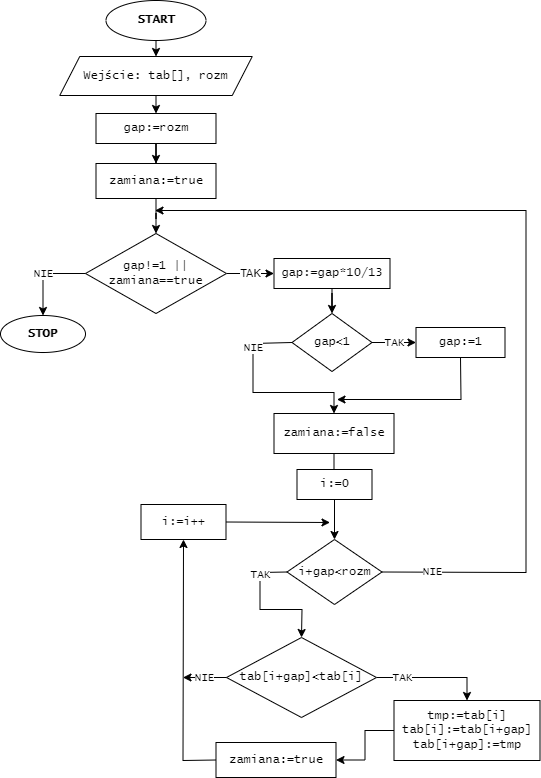 START
Wejście: tab[], rozm
gap:=rozm
zamiana:=true
gap!=1 ||
zamiana==true
NIE
TAK
gap:=gap*10/13
STOP
gap<1
NIE
TAK
gap:=1
zamiana:=false
i:=0
i:=i++
i+gap<rozm
TAK
NIE
tab[i+gap]<tab[i]
NIE
TAK
tmp:=tab[i]
tab[i]:=tab[i+gap]
tab[i+gap]:=tmp
zamiana:=true